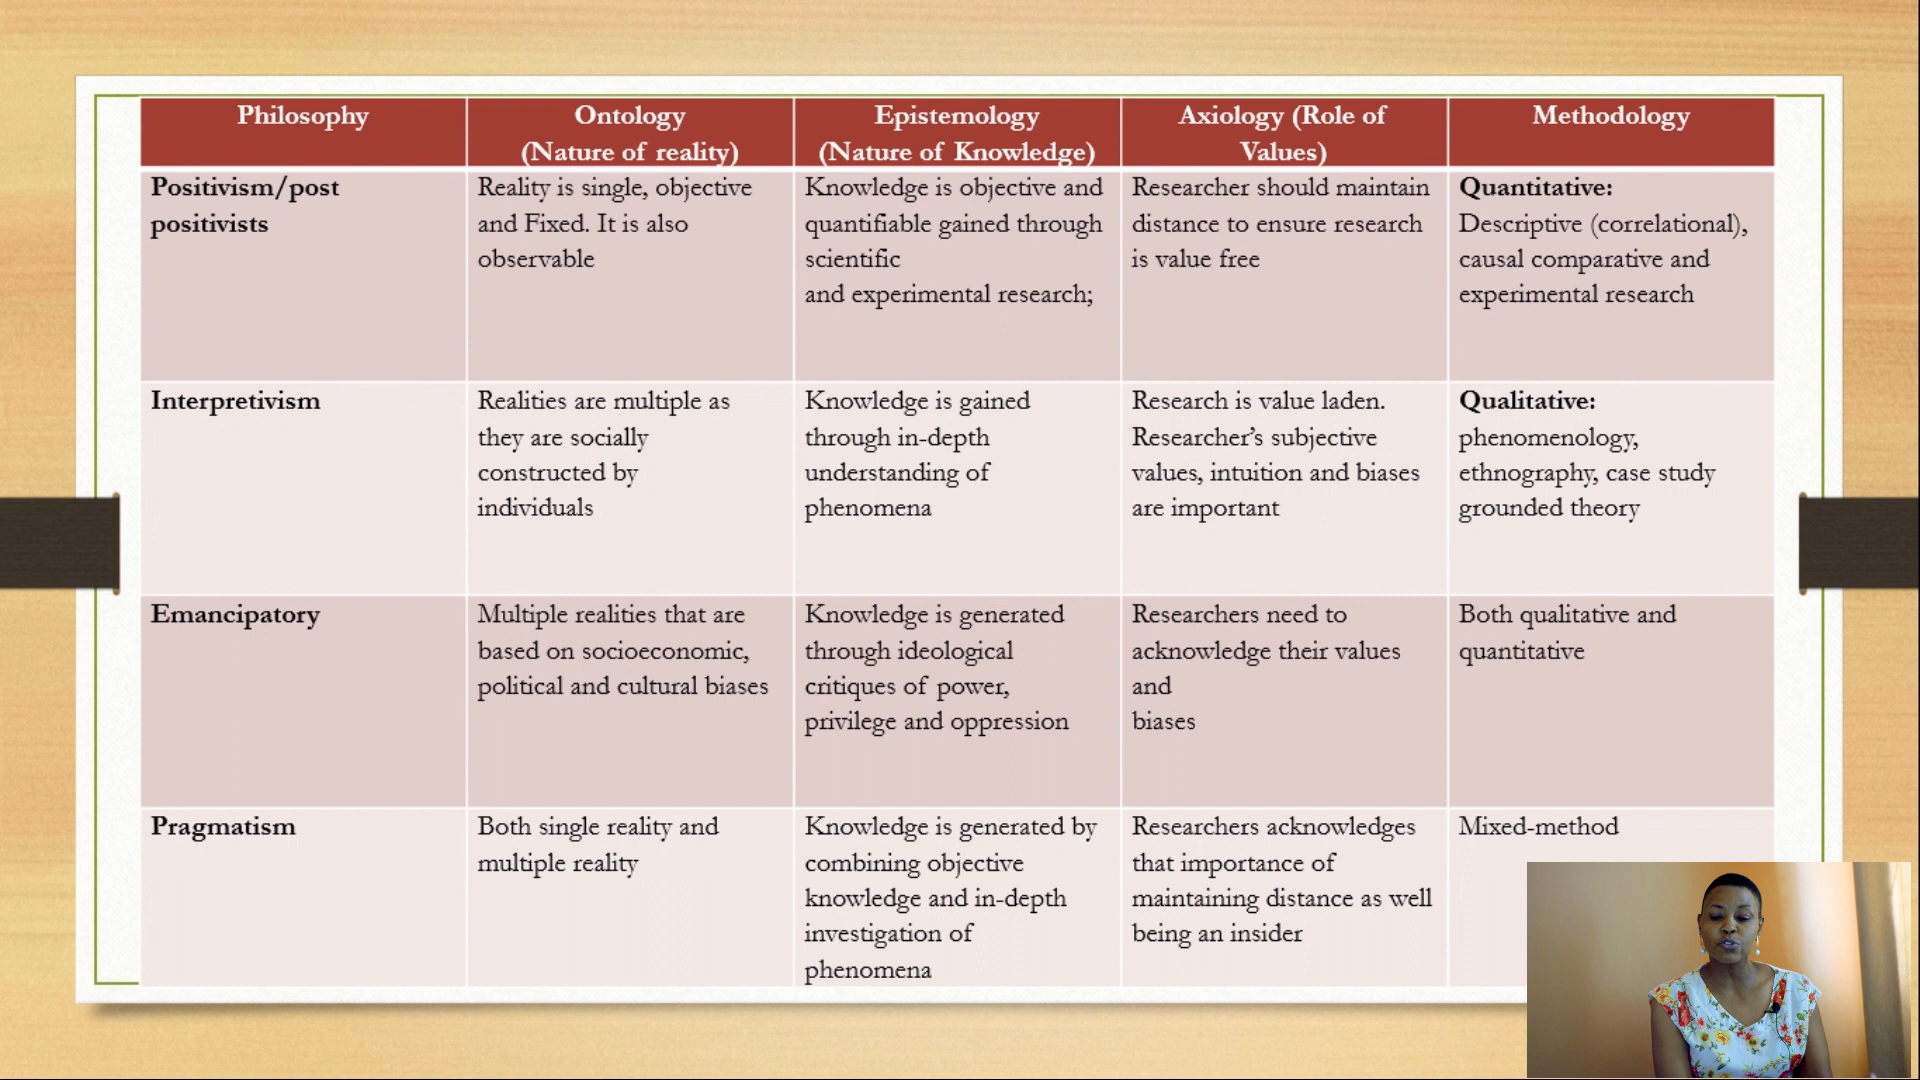 Philosophy
Ontology
(Nature of reality)
Epistemology
(Nature of Knowledge)
Axiology (Role of
Values)
Methodology
Positivism/post
positivists
Reality is single, objective
and Fixed. It is also
observable
Knowledge is objective and
quantifiable gained through
scientific
and experimental research;
Researcher should maintain
distance to ensure research
is value free
Quantitative:
Descriptive (correlational),
causal comparative and
experimental research
Interpretivism
Realities are multiple as
they are socially
constructed by
individuals
Knowledge is gained
through in-depth
understanding of
phenomena
Research is value laden.
Researcher’s subjective
values, intuition and biases
are important
Qualitative:
phenomenology,
ethnography, case study
grounded theory
Emancipatory
Multiple realities that are
based on socioeconomic,
political and cultural biases
Knowledge is generated
through ideological
critiques of power,
privilege and oppression
Researchers need to
acknowledge their values
and
biases
Both qualitative and
quantitative
Pragmatism
Both single reality and
multiple reality
Knowledge is generated by
combining objective
knowledge and in-depth
investigation of
phenomena
Researchers acknowledges
that importance of
maintaining distance as well
being an insider
Mixed-method